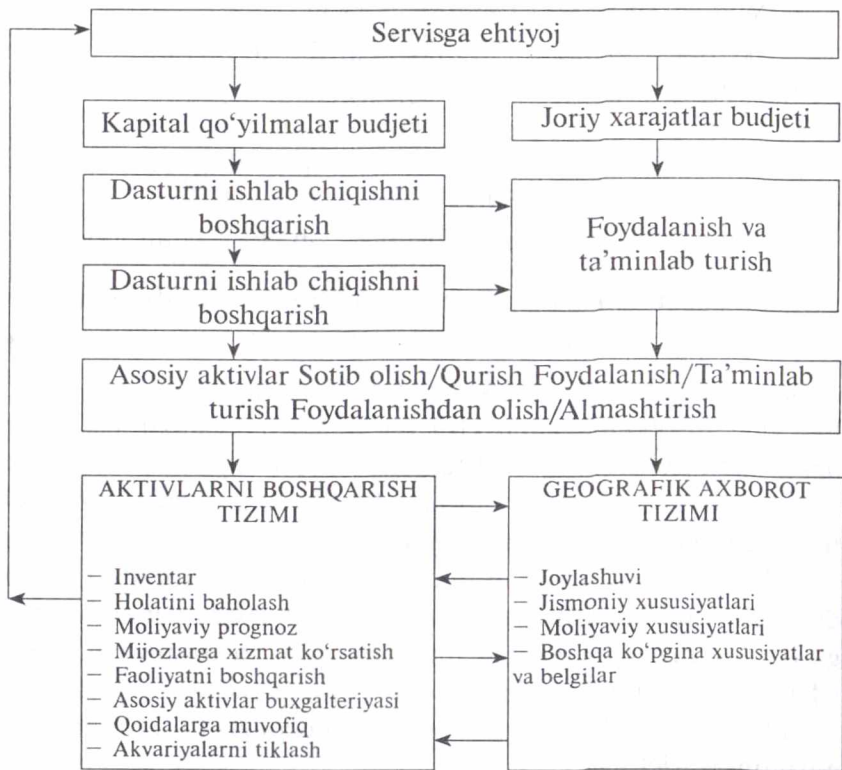 Servisga ehtiyoj
Kapital qo‘yilmalar budjeti
Joriy xarajatlar budjeti
Dasturni ishlab chiqishni
boshqarish
Foydalanish va
ta’minlab turish
Dasturni ishlab chiqishni
boshqarish
Asosiy aktivlar Sotib olish/Qurish Foydalanish/Ta’minlab
turish Foydalanishdan olish/Almashtirish
AKTIVLARNI BOSHQARISH
TIZIMI
— Inventar
— Holatini baholash
— Moliyaviy prognoz
— Mijozlarga xizmat ko‘rsatish
— Faoliyatni boshqarish
— Asosiy aktivlar buxgalteriyasi
— Qoidalarga muvofiq
— Akvariyalarni tiklash
GEOGRAFIK AXBOROT
TIZIMI
— Joylashuvi
— Jismoniy xususiyatlari
— Moliyaviy xususiyatlari
— Boshqa ko‘pgina xususiyatlar
va belgilar